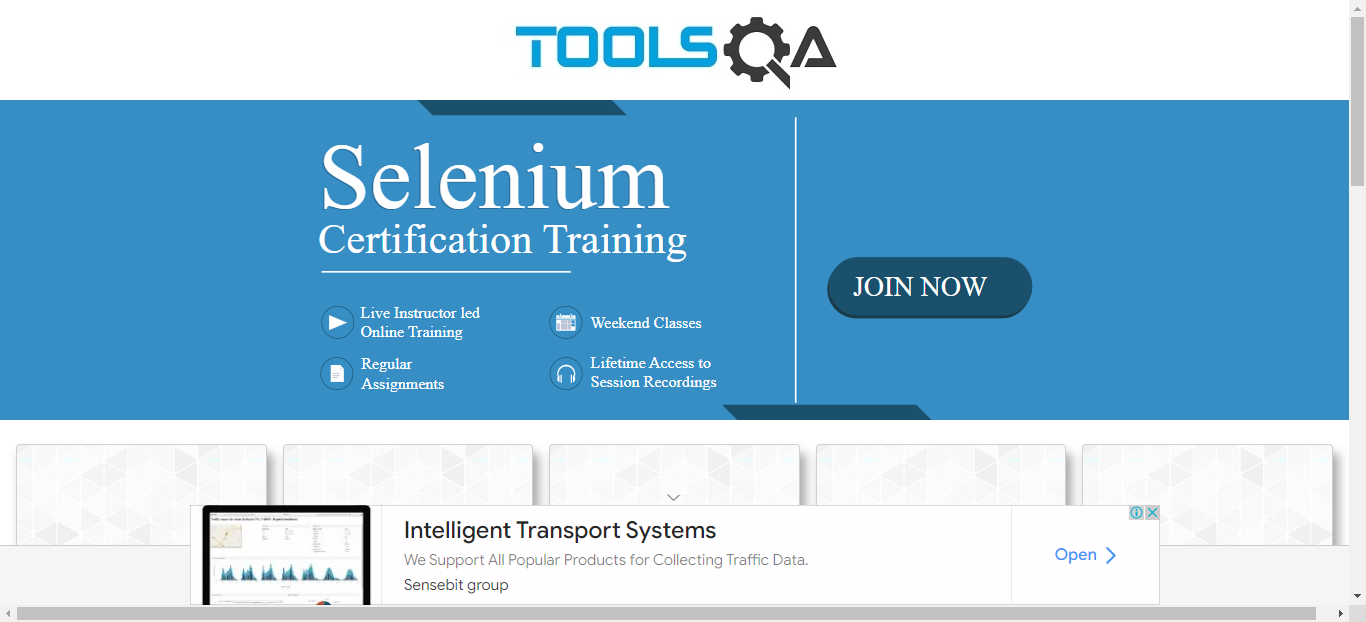 TOOLSQA
Selenium
Certification Training
JOIN NOW
Live Instructor led
Online Training
Weekend Classes
Regular
Assignments
Lifetime Access to
Session Recordings
Intelligent Transport Systems
We Support All Popular Products for Collecting Traffic Data.
Sensebit group
Open